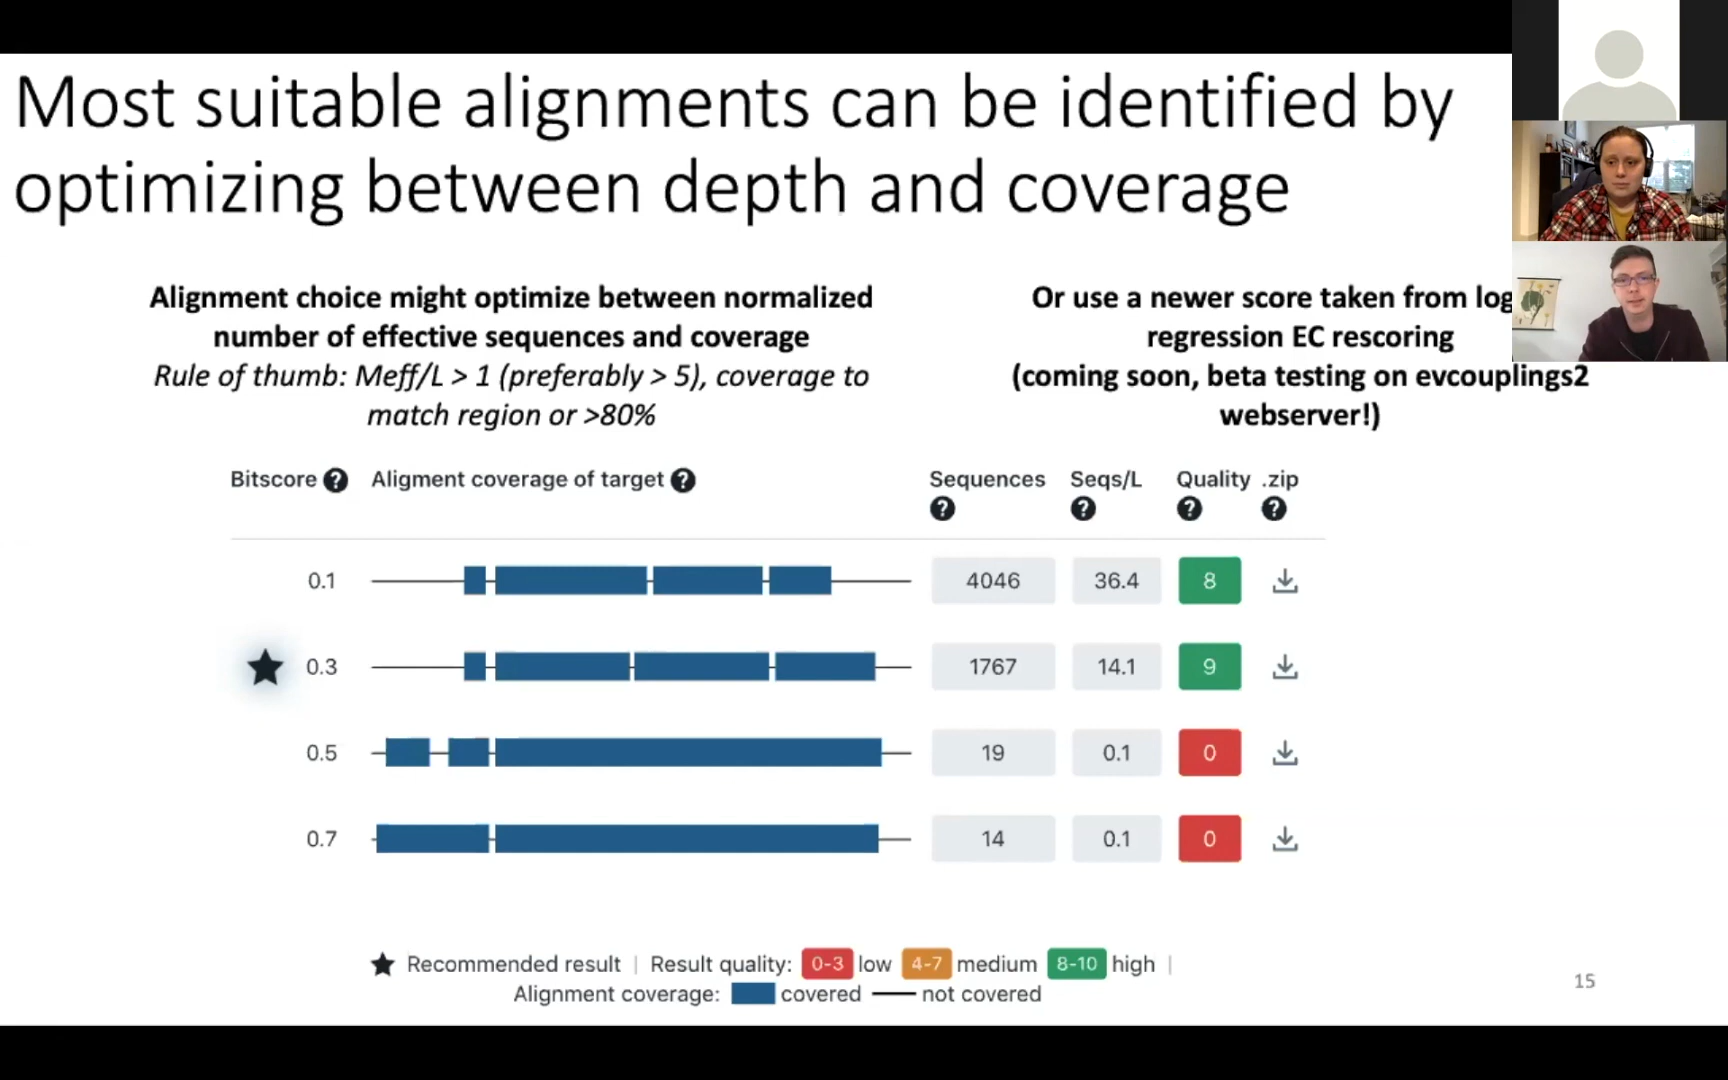 Most suitable alignments can be identified by
optimizing between depth and coverage
Alignment choice might optimize between normalized
number of effective sequences and coverage
Rule of thumb: Meff/L > 1 (preferably > 5), coverage to
match region or >80%
Or use a newer score taken from log
regression EC rescoring
(coming soon, beta testing on evcouplings2
webserver!)
Bitscore ? Aligment coverage of target ? Sequences ? Seqs/L ? Quality ? .zip ?
0.1 4046 36.4 8
0.3 1767 14.1 9
0.5 19 0.1 0
0.7 14 0.1 0
Recommended result | Result quality: 0-3 low 4-7 medium 8-10 high |
Alignment coverage: covered not covered
15